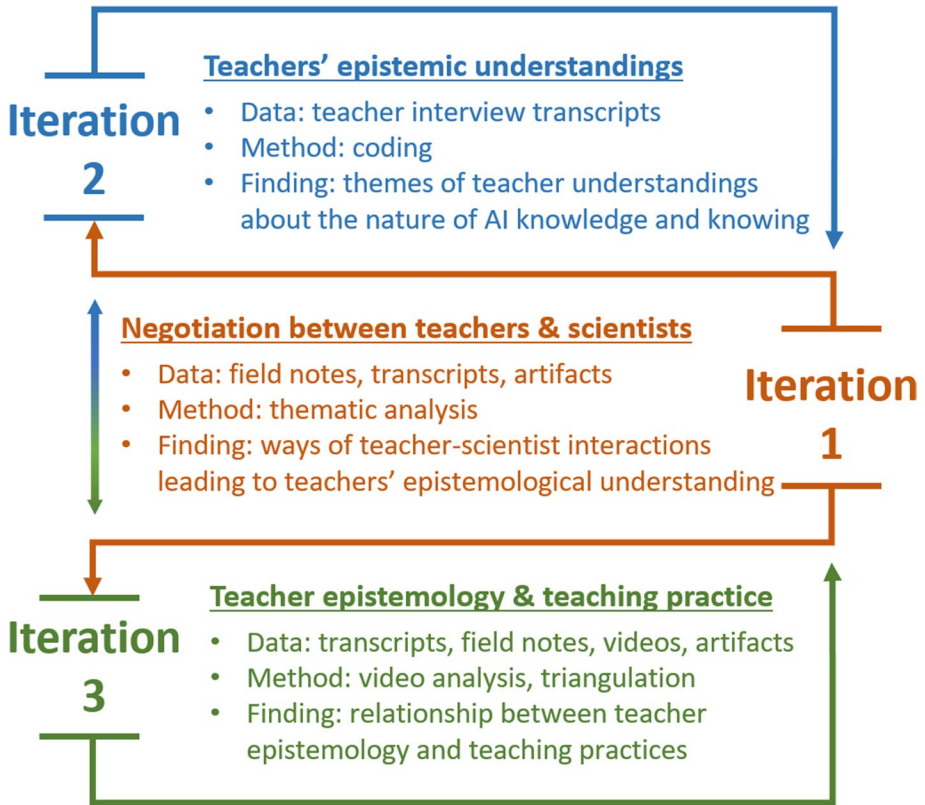 Teachers' epistemic understandings
Iteration
2
• Data: teacher interview transcripts
• Method: coding
• Finding: themes of teacher understandings
about the nature of AI knowledge and knowing
Negotiation between teachers & scientists
• Data: field notes, transcripts, artifacts
• Method: thematic analysis
• Finding: ways of teacher-scientist interactions
leading to teachers' epistemological understanding
Iteration
1
Teacher epistemology & teaching practice
Iteration
3
• Data: transcripts, field notes, videos, artifacts
• Method: video analysis, triangulation
• Finding: relationship between teacher
epistemology and teaching practices